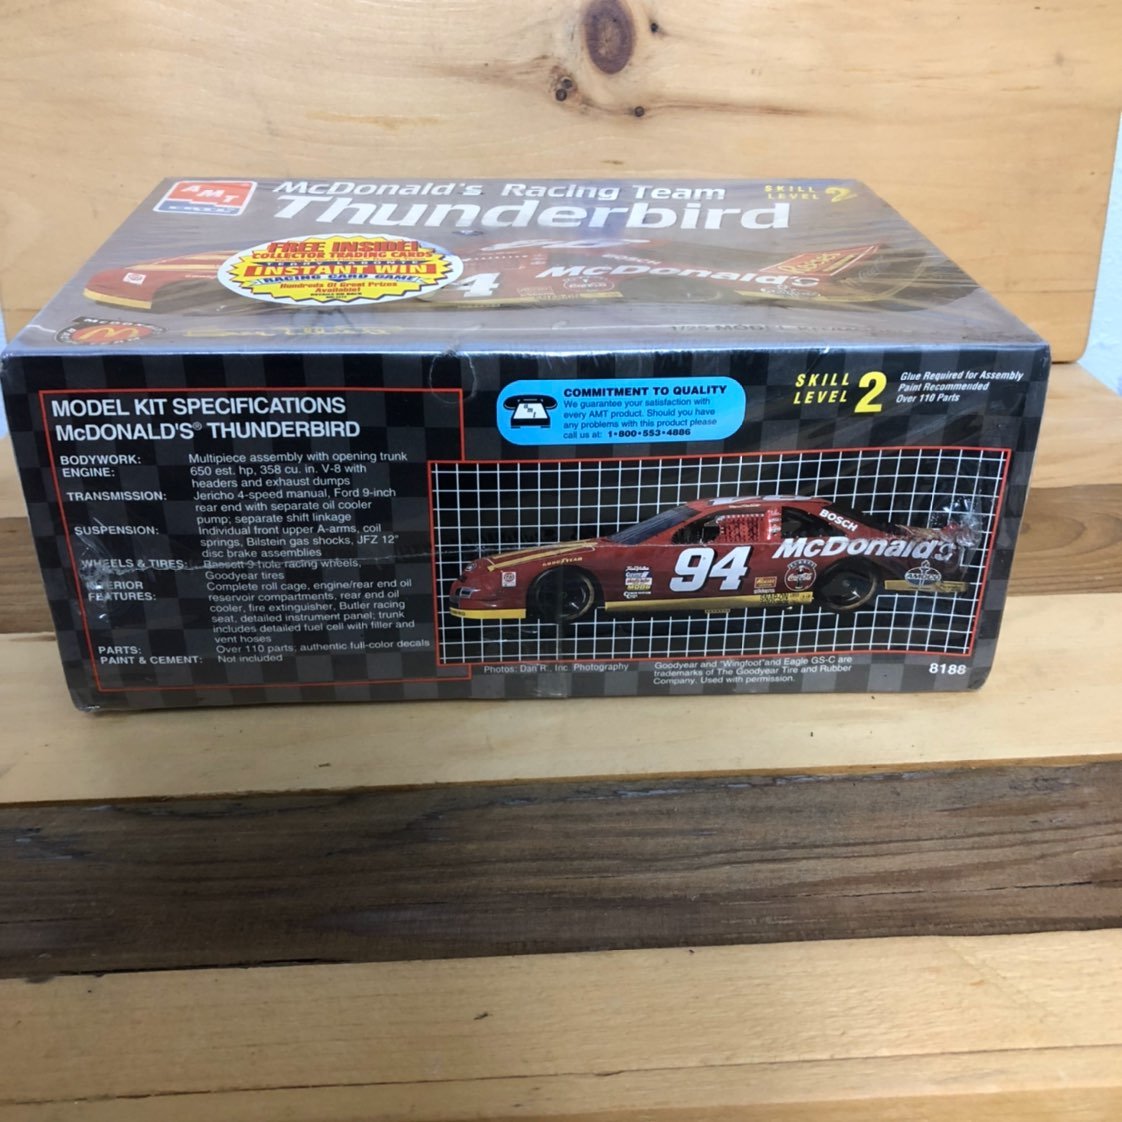 AMT
ERTL
McDonald's Racing Team
Thunderbird
SKILL
LEVEL 2
FREE INSIDE!
COLLECTOR TRADING CARDS
INSTANT WIN
RACING CARD GAME
Hundreds Of Great Prizes
Available!
McDonald's
BOSCH
MODEL KIT SPECIFICATIONS
McDONALD'S® THUNDERBIRD
BODYWORK: Multipiece assembly with opening trunk
ENGINE: 650 est. hp, 358 cu. in. V-8 with
headers and exhaust dumps
TRANSMISSION: Jericho 4-speed manual, Ford 9-inch
rear end with separate oil cooler
pump; separate shift linkage
SUSPENSION: Individual front upper A-arms, coil
springs, Bilstein gas shocks, JFZ 12"
disc brake assemblies
WHEELS & TIRES: Bassett 9 hole racing wheels,
Goodyear tires
INTERIOR
FEATURES: Complete roll cage, engine/rear end oil
reservoir compartments, rear end oil
cooler, fire extinguisher, Butler racing
seat, detailed instrument panel; trunk
includes detailed fuel cell with filler and
vent hoses
PARTS: Over 110 parts, authentic full-color decals
PAINT & CEMENT: Not included
COMMITMENT TO QUALITY
We guarantee your satisfaction with
every AMT product. Should you have
any problems with this product please
call us at: 1•800•553•4886
SKILL
LEVEL 2
Glue Required for Assembly
Paint Recommended
Over 110 Parts
BOSCH
McDonald's
94
GOODYEAR
Coca-Cola
Photos: Dan R. Inc. Photography
Goodyear and "Wingfoot" and Eagle GS-C are
trademarks of The Goodyear Tire and Rubber
Company. Used with permission.
8188